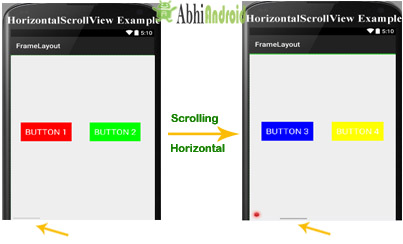 HorizontalScrollView Example
AbhiAndroid
HorizontalScrollView Example
5:10
FrameLayout
BUTTON 1
BUTTON 2
Scrolling
Horizontal
5:10
FrameLayout
BUTTON 3
BUTTON 4